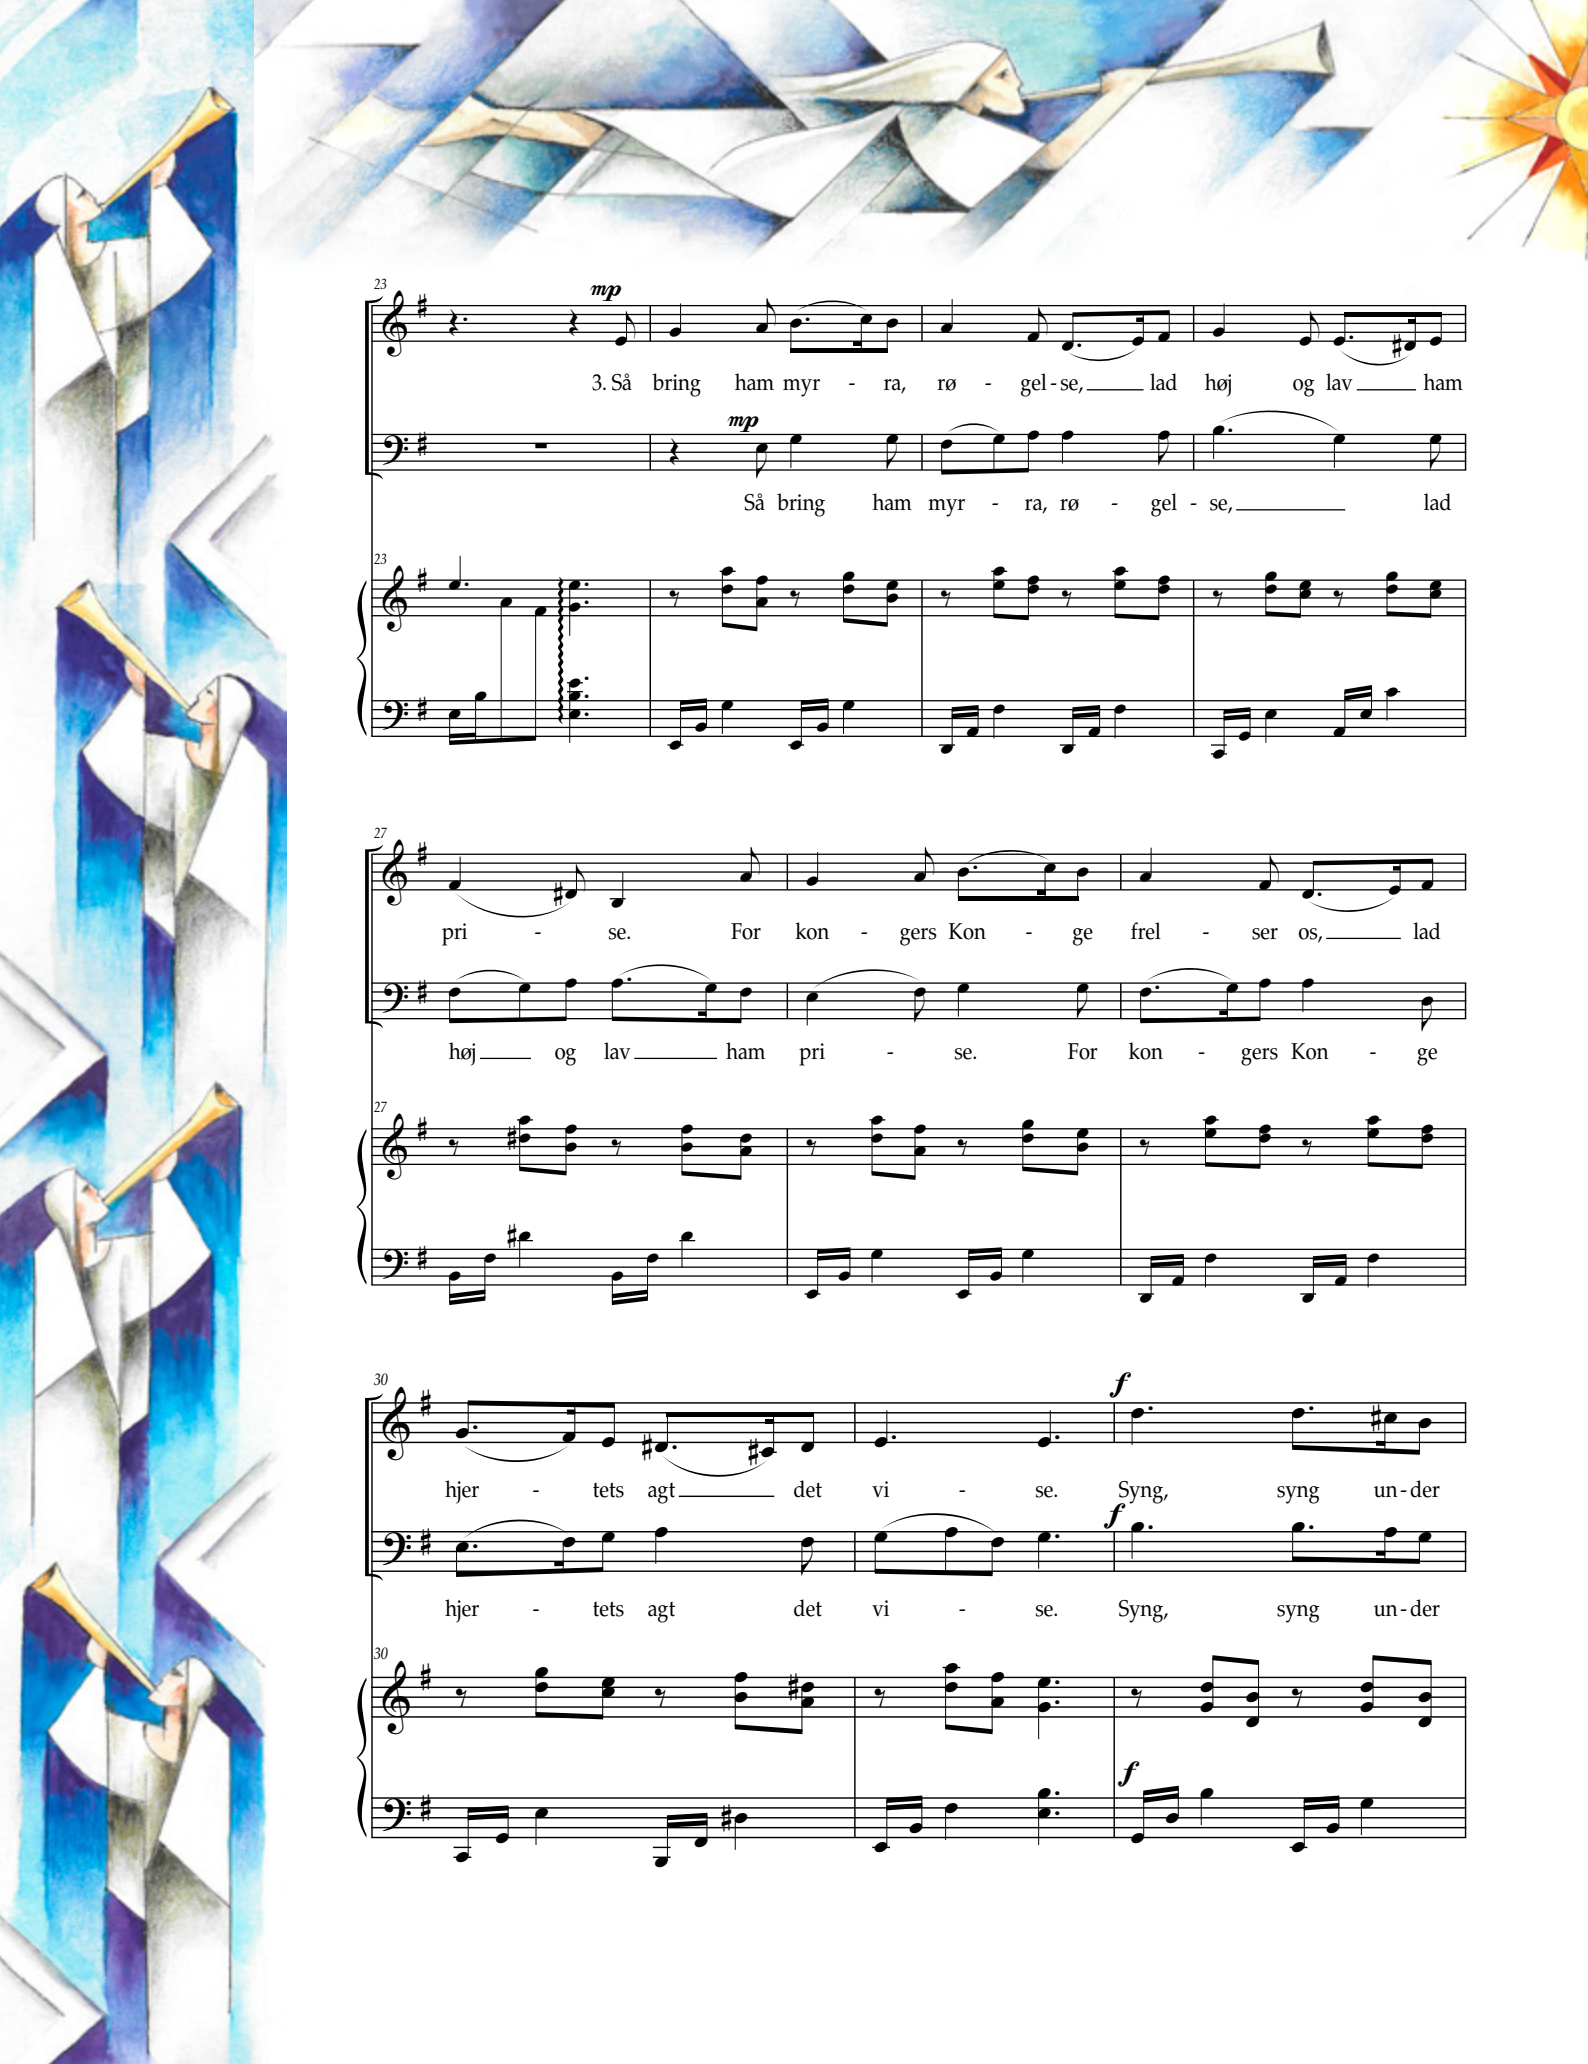 23
mp
3. Så bring ham myr - ra, rø - gel - se, lad høj og lav ham
mp
Så bring ham myr - ra, rø - gel - se, lad
23
27
pri - se. For kon - gers Kon - ge frel - ser os, lad
høj og lav ham pri - se. For kon - gers Kon - ge
27
30
f
hjer - tets agt det vi - se. Syng, syng un - der
f
hjer - tets agt det vi - se. Syng, syng un - der
30
f